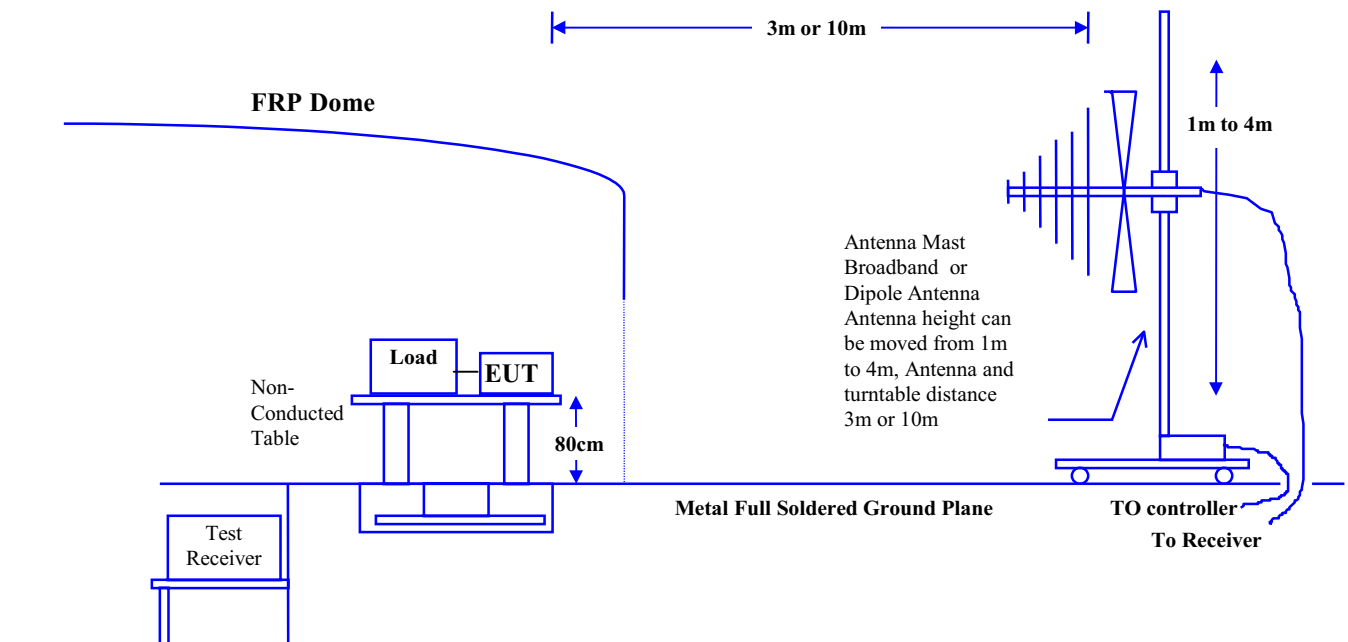 3m or 10m
FRP Dome
1m to 4m
Antenna Mast
Broadband or
Dipole Antenna
Antenna height can
be moved from 1m
to 4m, Antenna and
turntable distance
3m or 10m
Load
EUT
Non-
Conducted
Table
80cm
Metal Full Soldered Ground Plane
TO controller
To Receiver
Test
Receiver